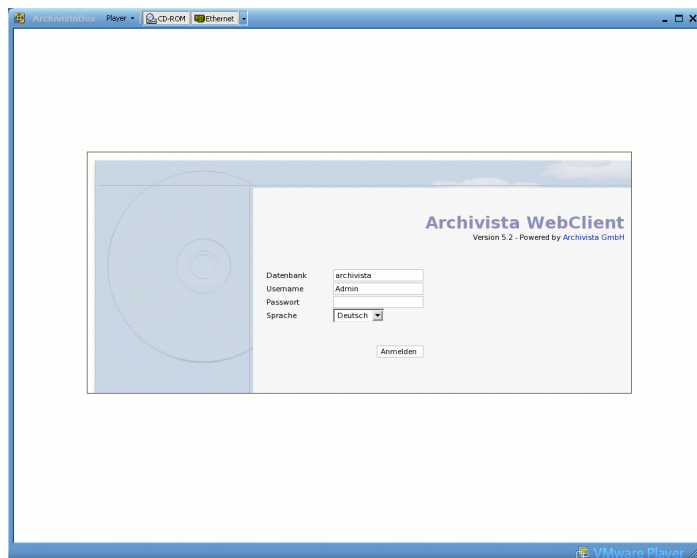 ArchivistaBox Player CD-ROM Ethernet
Archivista WebClient
Version 5.2 - Powered by Archivista GmbH
Datenbank archivista
Username Admin
Passwort
Sprache Deutsch
Anmelden
VMware Player